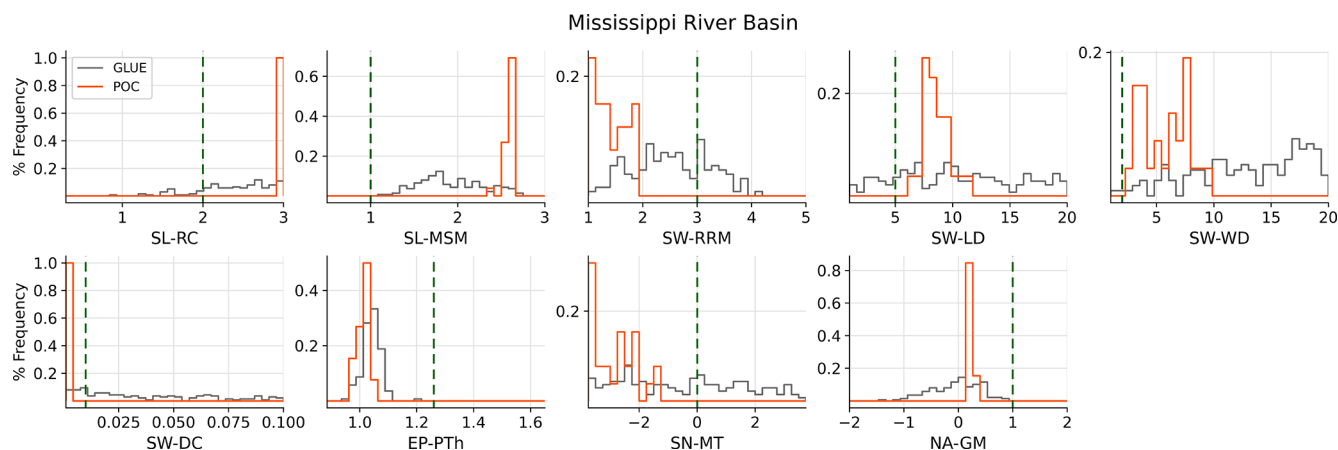 Mississippi River Basin
% Frequency
1.0
0.8
0.6
0.4
0.2
GLUE
POC
1 2 3
SL-RC
0.6
0.4
0.2
1 2 3
SL-MSM
0.2
1 2 3 4 5
SW-RRM
0.2
5 10 15 20
SW-LD
0.2
5 10 15 20
SW-WD
% Frequency
1.0
0.8
0.6
0.4
0.2
0.025 0.050 0.075 0.100
SW-DC
0.4
0.2
1.0 1.2 1.4 1.6
EP-PTh
0.2
−2 0 2
SN-MT
0.8
0.6
0.4
0.2
−2 −1 0 1 2
NA-GM